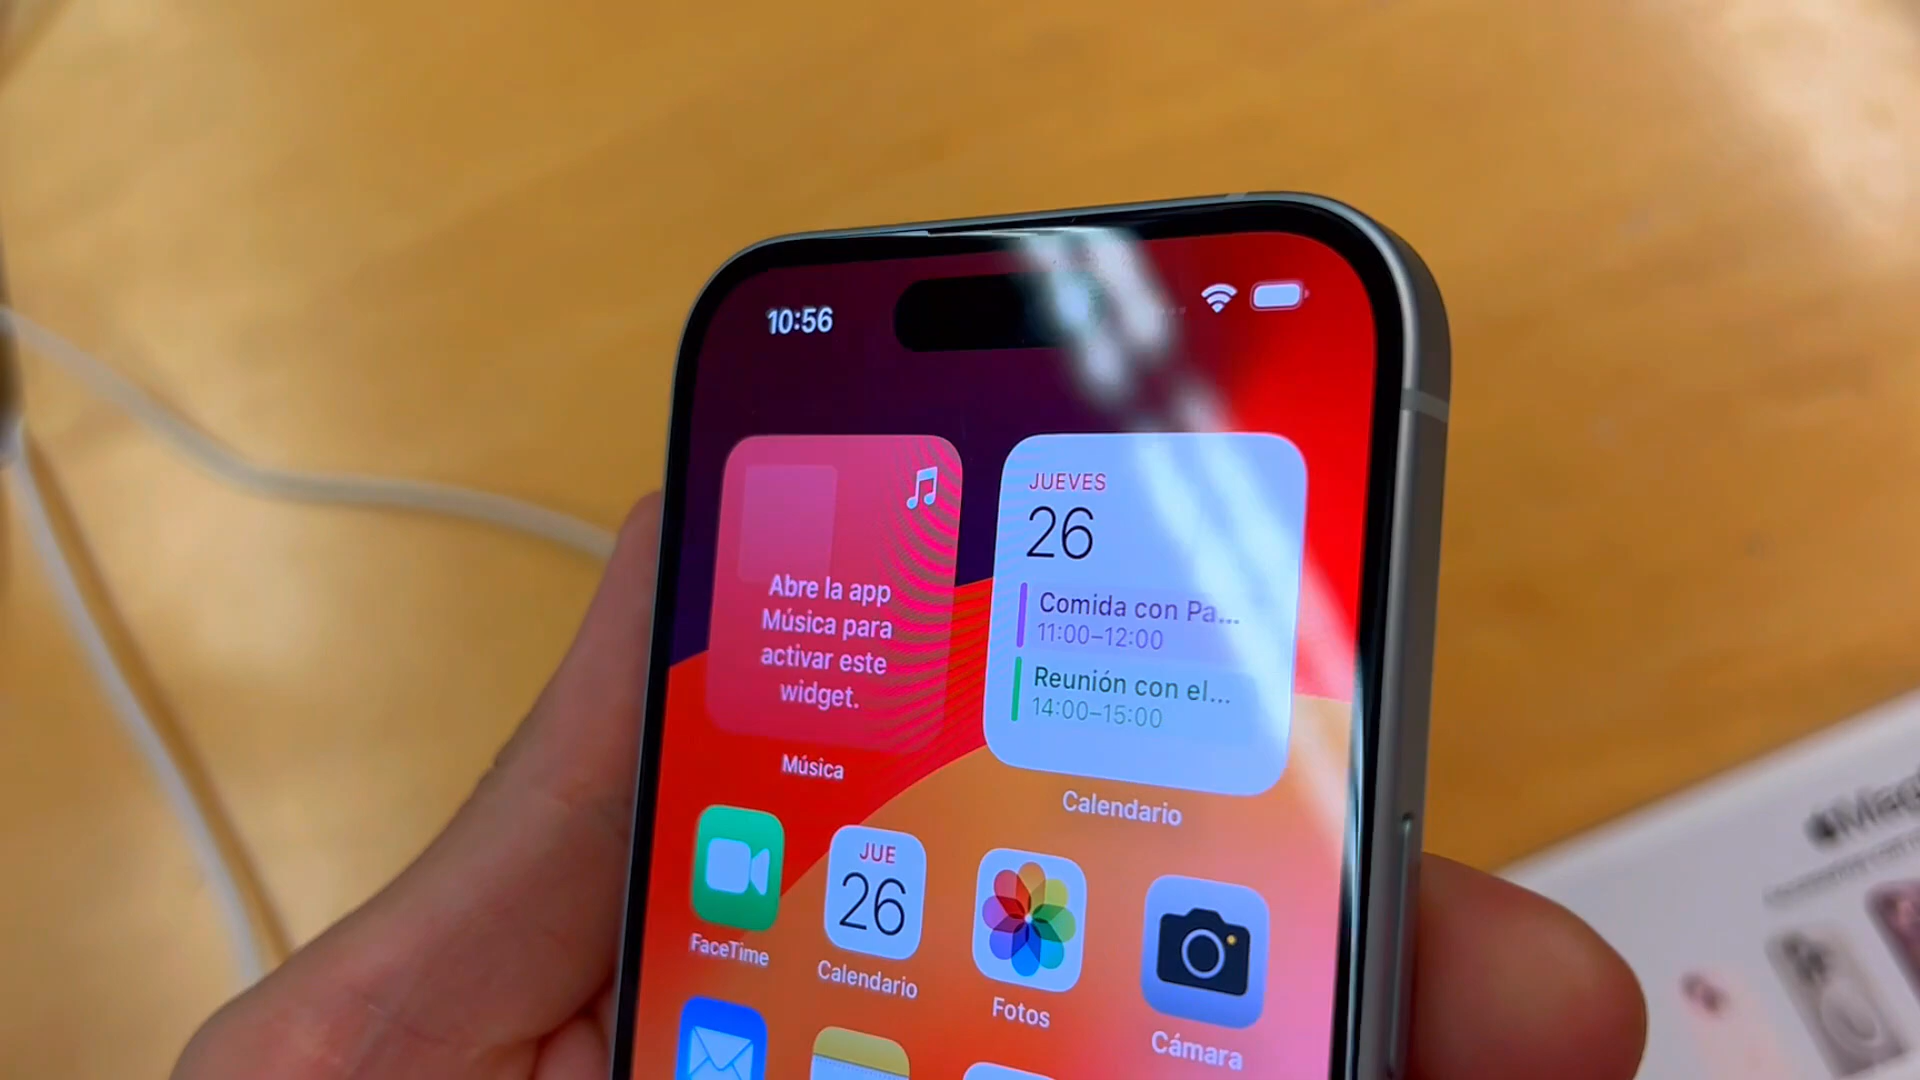 10:56
Abre la app
Música para
activar este
widget.
Música
JUEVES
26
Comida con Pa...
11:00–12:00
Reunión con el...
14:00–15:00
Calendario
FaceTime
JUE
26
Calendario
Fotos
Cámara